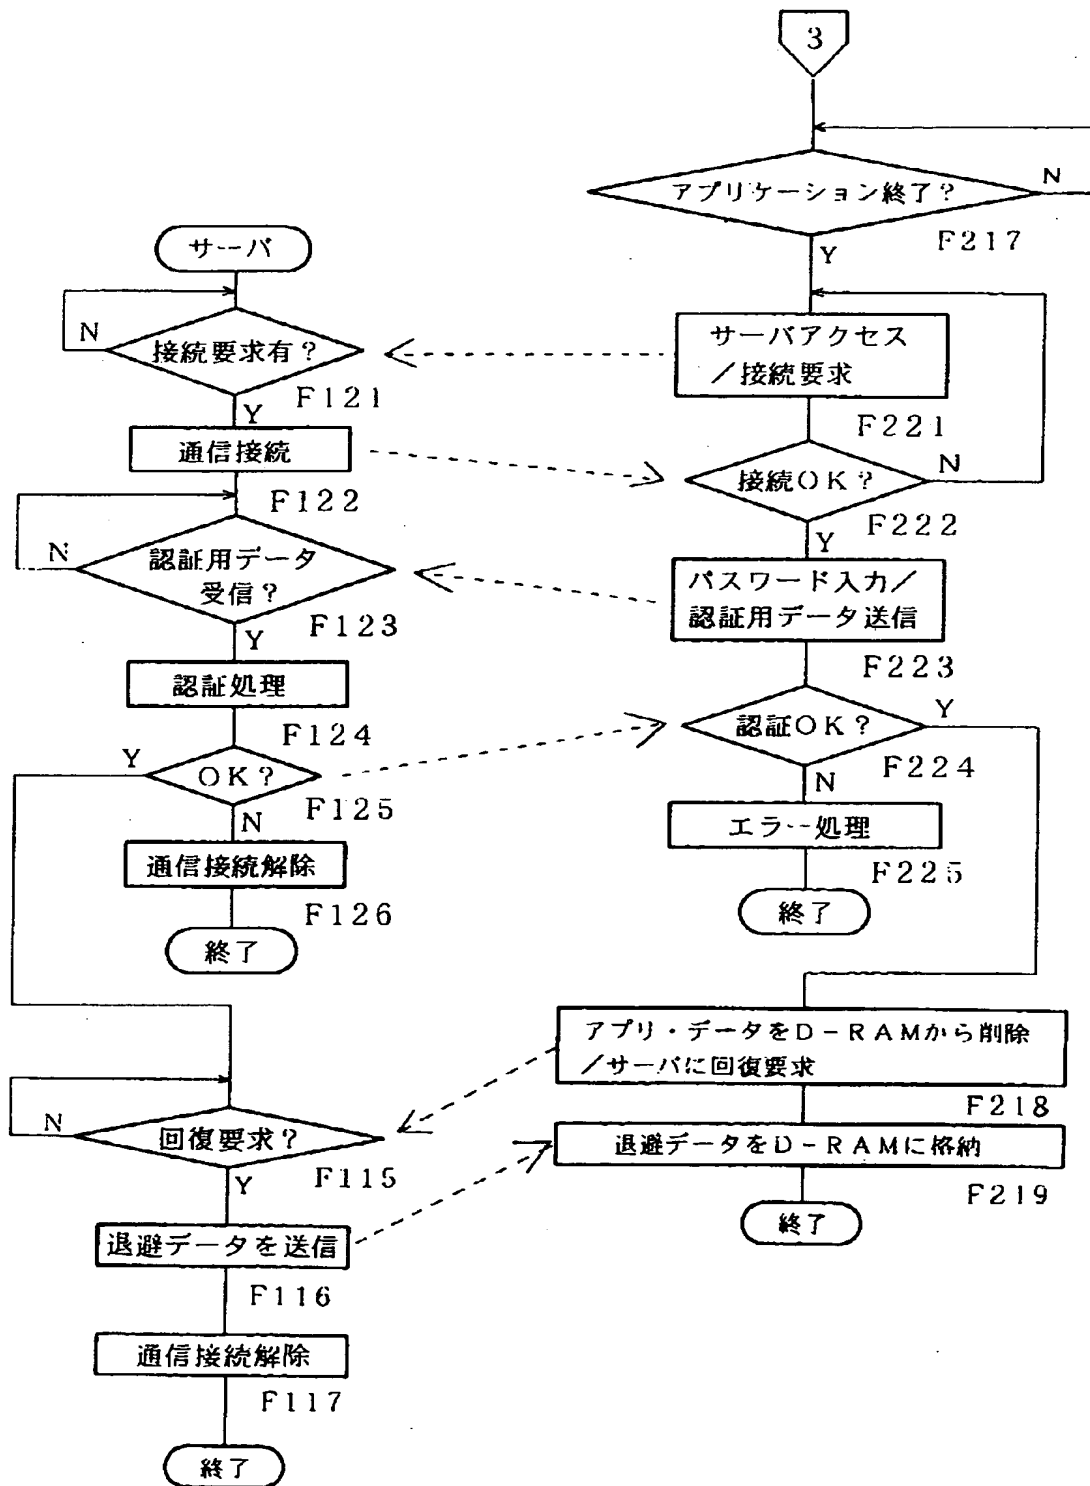 3
アプリケーション終了?
N
F217
Y
サーバアクセス
/接続要求
F221
接続OK?
N
F222
Y
パスワード入力/
認証用データ送信
F223
認証OK?
Y
F224
N
エラー処理
F225
終了
アプリ・データをD-RAMから削除
/サーバに回復要求
F218
退避データをD-RAMに格納
F219
終了
サーバ
N
接続要求有?
F121
Y
通信接続
F122
N
認証用データ
受信?
F123
Y
認証処理
F124
Y
OK?
F125
N
通信接続解除
F126
終了
N
回復要求?
F115
Y
退避データを送信
F116
通信接続解除
F117
終了